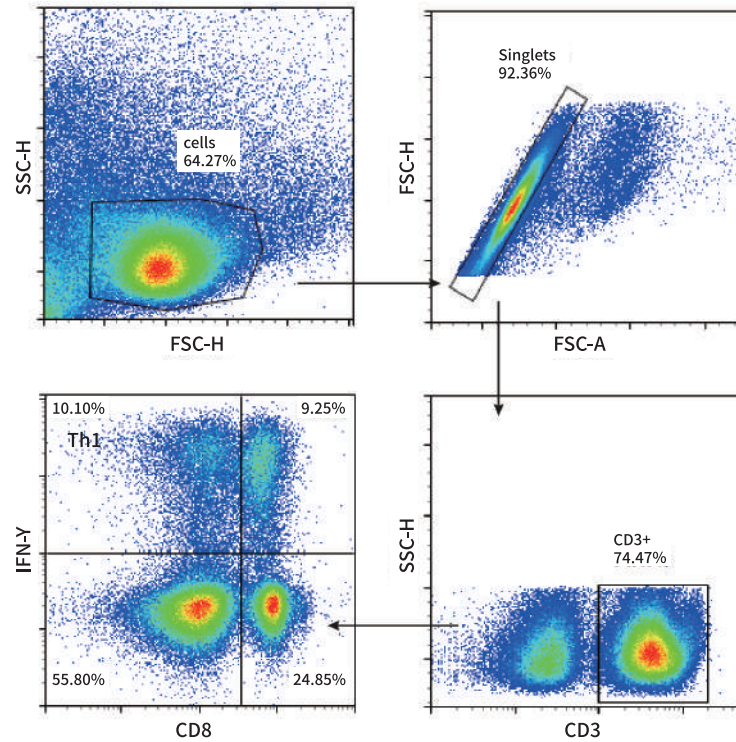 SSC-H
cells
64.27%
FSC-H
FSC-H
Singlets
92.36%
FSC-A
IFN-Y
10.10%
9.25%
Th1
55.80%
24.85%
CD8
SSC-H
CD3+
74.47%
CD3